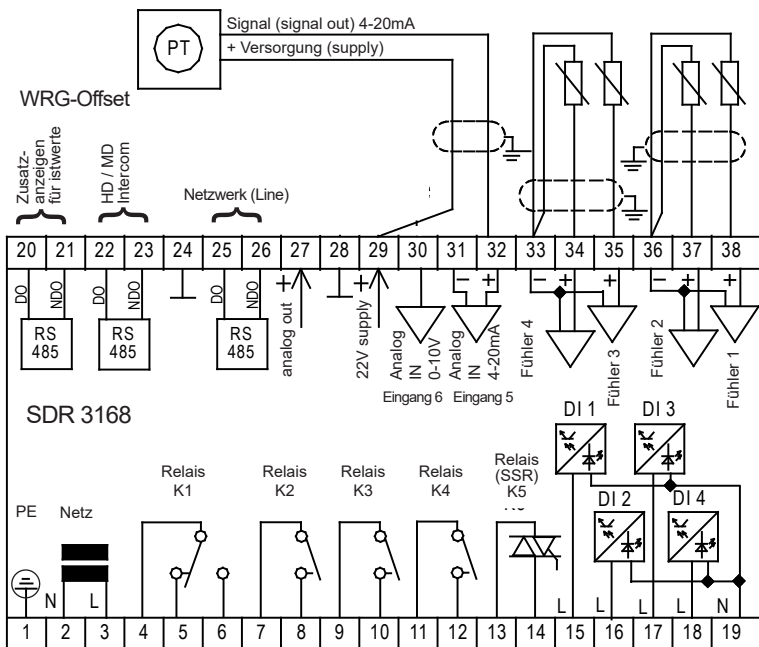 PT
Signal (signal out) 4-20mA
+ Versorgung (supply)
WRG-Offset
Zusatz-
anzeigen
für istwerte
HD / MD
Intercom
Netzwerk (Line)
20 21 22 23 24 25 26 27 28 29 30 31 32 33 34 35 36 37 38
DO NDO DO NDO DO NDO + + − + − + + − + +
RS
485
RS
485
RS
485
analog out
22V supply
Analog
IN
0-10V
Eingang 6
Analog
IN
4-20mA
Eingang 5
Fühler 4
Fühler 3
Fühler 2
Fühler 1
SDR 3168
DI 1
DI 3
DI 2
DI 4
Relais
K1
Relais
K2
Relais
K3
Relais
K4
Relais
(SSR)
K5
PE
Netz
N L L L L L N
1 2 3 4 5 6 7 8 9 10 11 12 13 14 15 16 17 18 19